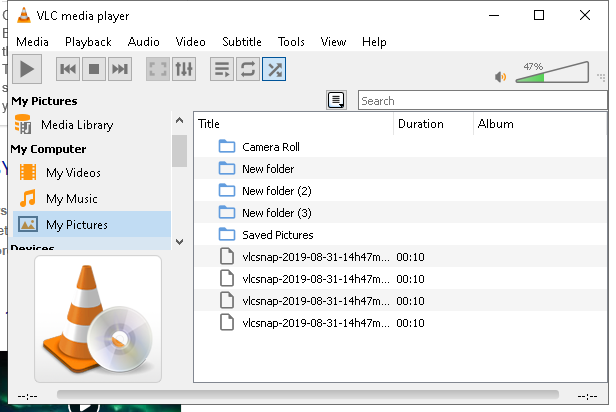 VLC media player
Media Playback Audio Video Subtitle Tools View Help
47%
My Pictures
Media Library
My Computer
My Videos
My Music
My Pictures
Devices
Search
Title Duration Album
Camera Roll
New folder
New folder (2)
New folder (3)
Saved Pictures
vlcsnap-2019-08-31-14h47m... 00:10
vlcsnap-2019-08-31-14h47m... 00:10
vlcsnap-2019-08-31-14h47m... 00:10
vlcsnap-2019-08-31-14h47m... 00:10
--:-- --:--